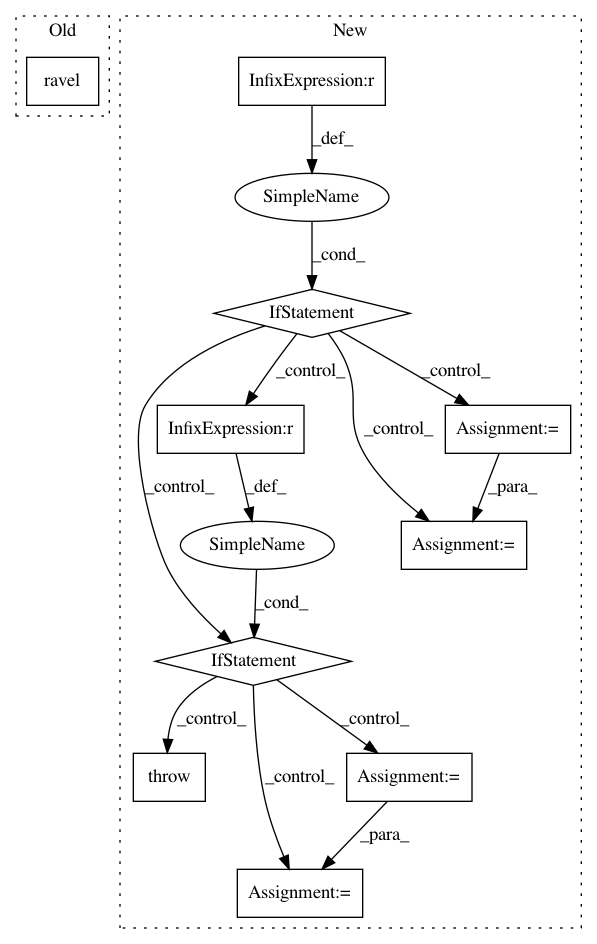 Old
New
ravel
InfixExpression:r
_def_
SimpleName
_cond_
IfStatement
_control_
_control_
InfixExpression:r
Assignment:=
_control_
_control_
_def_
_para_
SimpleName
Assignment:=
_cond_
IfStatement
_control_
_control_
_control_
throw
Assignment:=
_para_
Assignment:=